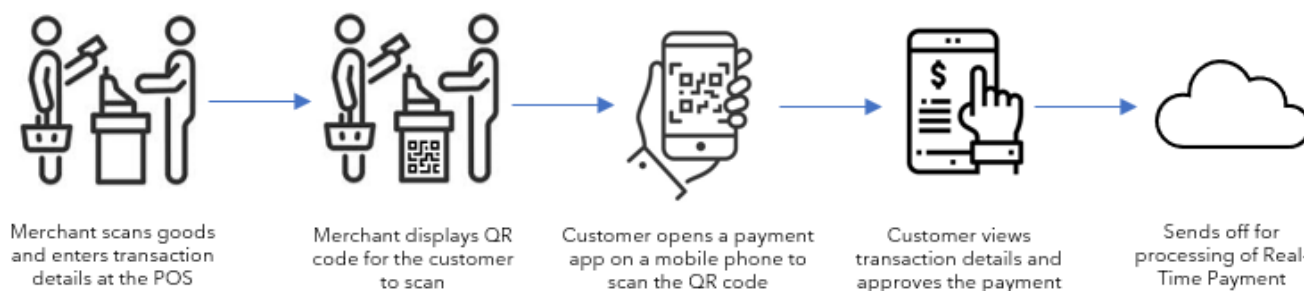 Merchant scans goods
and enters transaction
details at the POS
Merchant displays QR
code for the customer
to scan
Customer opens a payment
app on a mobile phone to
scan the QR code
$
Customer views
transaction details and
approves the payment
Sends off for
processing of Real-
Time Payment